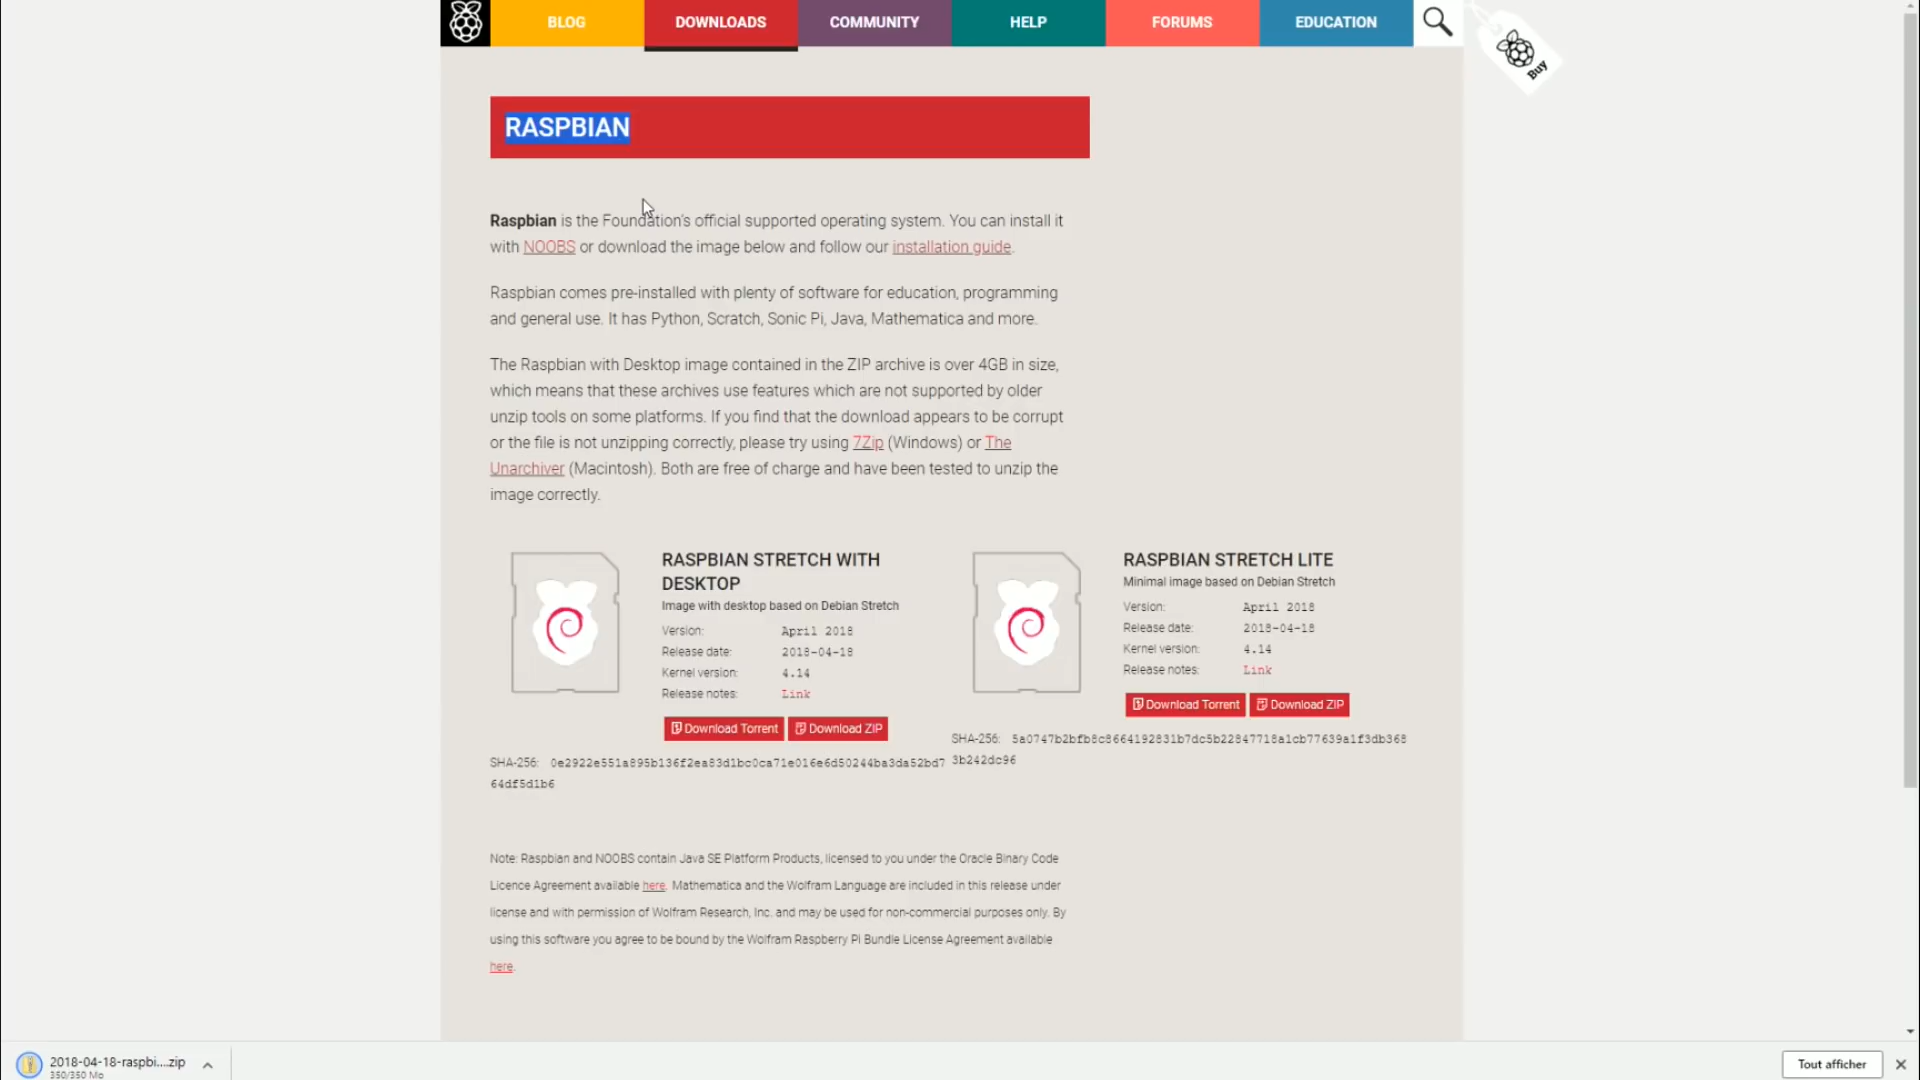 BLOG DOWNLOADS COMMUNITY HELP FORUMS EDUCATION
Buy
RASPBIAN
Raspbian is the Foundation's official supported operating system. You can install it
with NOOBS or download the image below and follow our installation guide.
Raspbian comes pre-installed with plenty of software for education, programming
and general use. It has Python, Scratch, Sonic Pi, Java, Mathematica and more.
The Raspbian with Desktop image contained in the ZIP archive is over 4GB in size,
which means that these archives use features which are not supported by older
unzip tools on some platforms. If you find that the download appears to be corrupt
or the file is not unzipping correctly, please try using 7Zip (Windows) or The
Unarchiver (Macintosh). Both are free of charge and have been tested to unzip the
image correctly.
RASPBIAN STRETCH WITH
DESKTOP
Image with desktop based on Debian Stretch
Version: April 2018
Release date: 2018-04-18
Kernel version: 4.14
Release notes: Link
Download Torrent Download ZIP
SHA-256: 0e2922e551a895b136f2ea83d1bc0ca71e016e6d50244ba3da52bd7
64df5d1b6
RASPBIAN STRETCH LITE
Minimal image based on Debian Stretch
Version: April 2018
Release date: 2018-04-18
Kernel version: 4.14
Release notes: Link
Download Torrent Download ZIP
SHA-256: 5a0747b2bfb8c8664192831b7dc5b22847718a1cb77639a1f3db368
3b242dc96
Note: Raspbian and NOOBS contain Java SE Platform Products, licensed to you under the Oracle Binary Code
Licence Agreement available here. Mathematica and the Wolfram Language are included in this release under
license and with permission of Wolfram Research, Inc. and may be used for non-commercial purposes only. By
using this software you agree to be bound by the Wolfram Raspberry Pi Bundle License Agreement available
here.
2018-04-18-raspbi....zip
350/350 Mo
Tout afficher